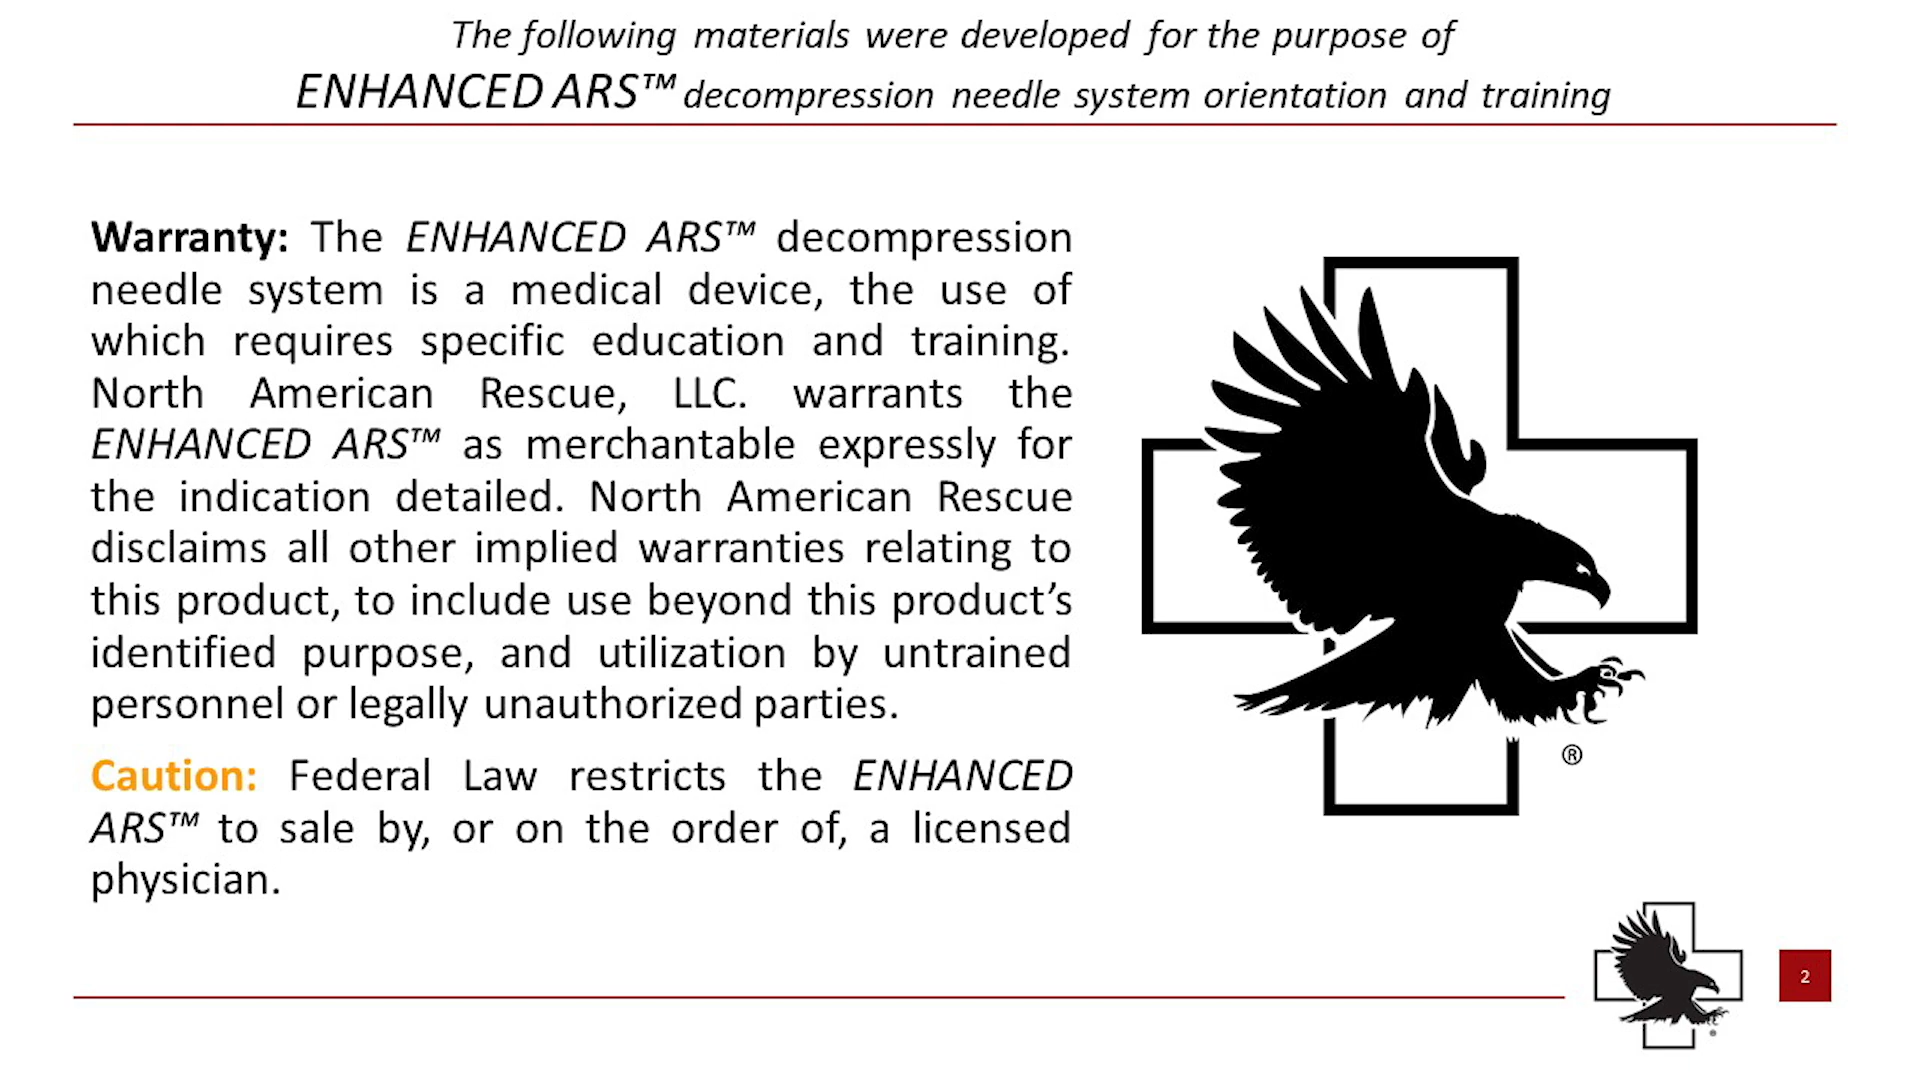 The following materials were developed for the purpose of
ENHANCED ARS™ decompression needle system orientation and training
Warranty: The ENHANCED ARS™ decompression
needle system is a medical device, the use of
which requires specific education and training.
North American Rescue, LLC. warrants the
ENHANCED ARS™ as merchantable expressly for
the indication detailed. North American Rescue
disclaims all other implied warranties relating to
this product, to include use beyond this product’s
identified purpose, and utilization by untrained
personnel or legally unauthorized parties.
Caution: Federal Law restricts the ENHANCED
ARS™ to sale by, or on the order of, a licensed
physician.
®
2